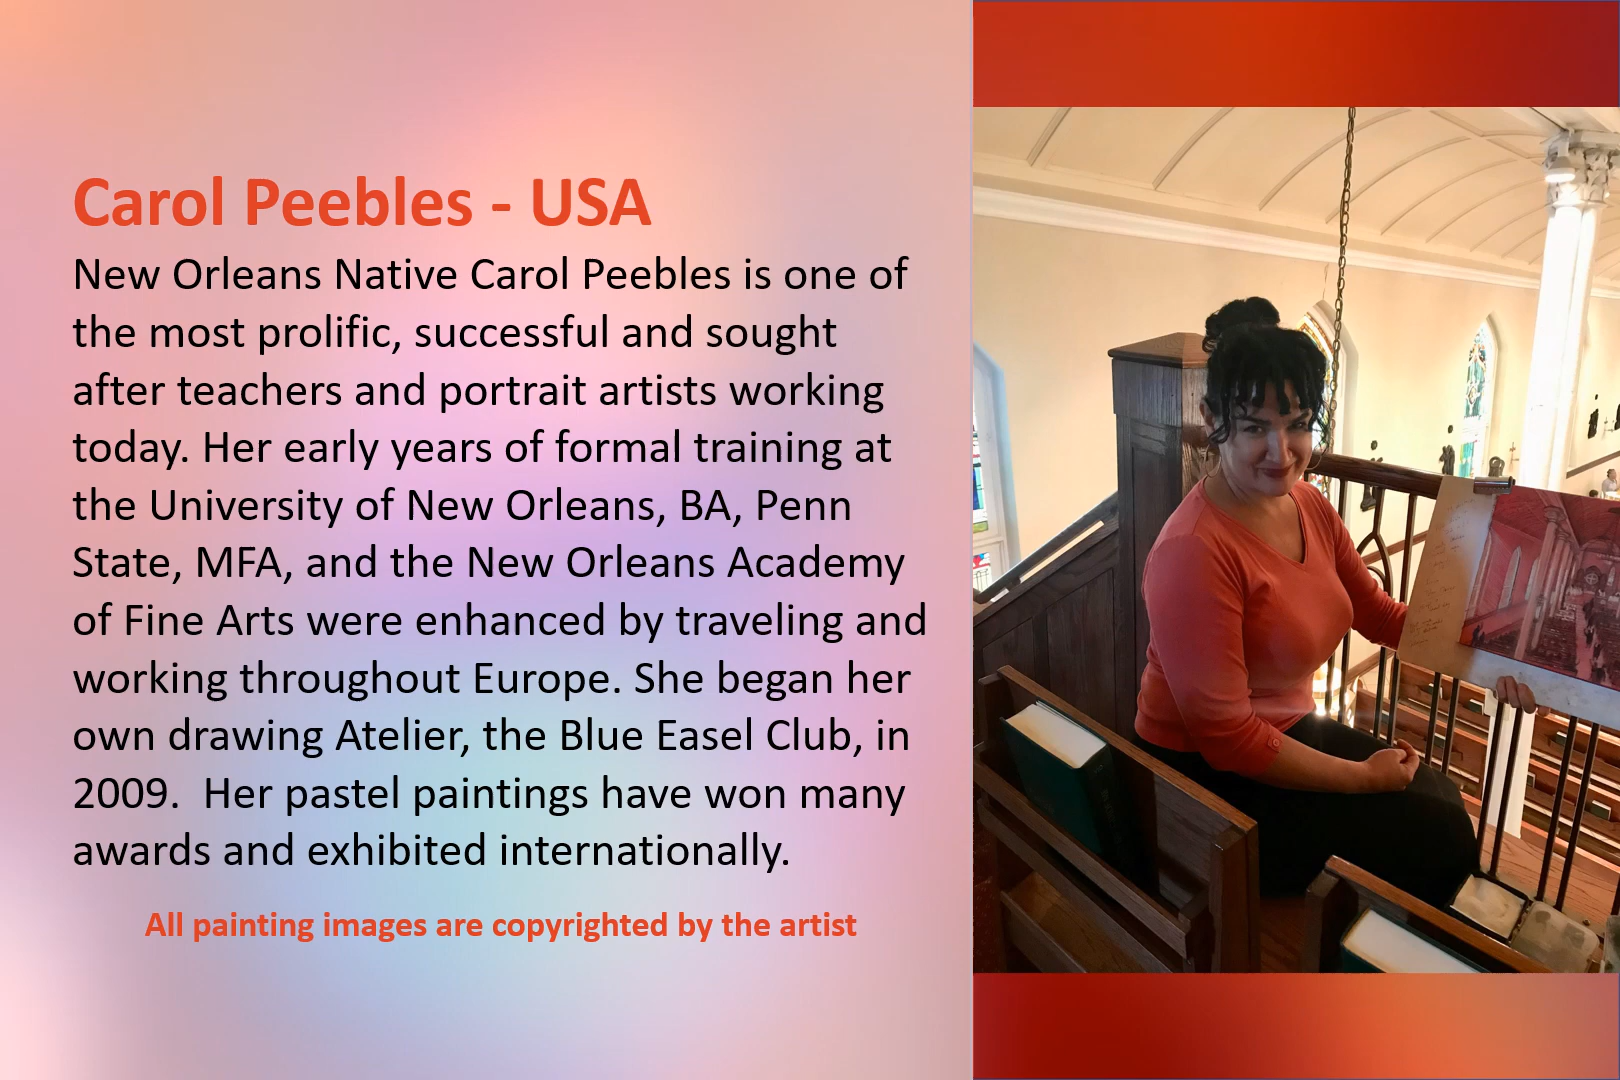 Carol Peebles - USA
New Orleans Native Carol Peebles is one of
the most prolific, successful and sought
after teachers and portrait artists working
today. Her early years of formal training at
the University of New Orleans, BA, Penn
State, MFA, and the New Orleans Academy
of Fine Arts were enhanced by traveling and
working throughout Europe. She began her
own drawing Atelier, the Blue Easel Club, in
2009.  Her pastel paintings have won many
awards and exhibited internationally.
All painting images are copyrighted by the artist